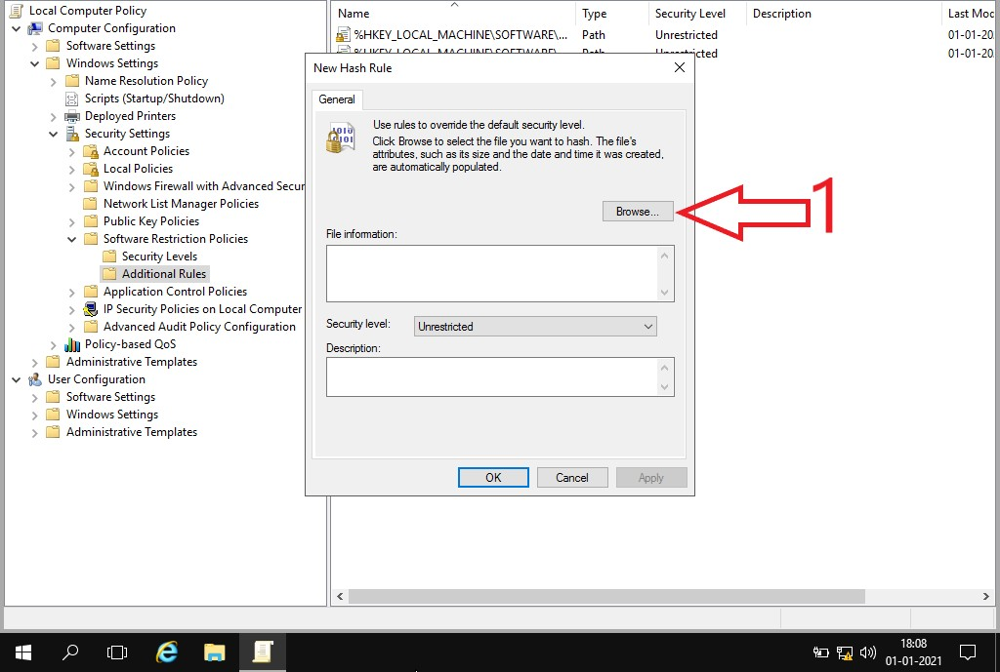 Local Computer Policy
Computer Configuration
Software Settings
Windows Settings
Name Resolution Policy
Scripts (Startup/Shutdown)
Deployed Printers
Security Settings
Account Policies
Local Policies
Windows Firewall with Advanced Secur
Network List Manager Policies
Public Key Policies
Software Restriction Policies
Security Levels
Additional Rules
Application Control Policies
IP Security Policies on Local Computer
Advanced Audit Policy Configuration
Policy-based QoS
Administrative Templates
User Configuration
Software Settings
Windows Settings
Administrative Templates
Name Type Security Level Description Last Mod
%HKEY_LOCAL_MACHINE\SOFTWARE\... Path Unrestricted 01-01-20
%HKEY_LOCAL_MACHINE\SOFTWARE\... Path Unrestricted 01-01-20
New Hash Rule
General
Use rules to override the default security level.
Click Browse to select the file you want to hash. The file's
attributes, such as its size and the date and time it was created,
are automatically populated.
Browse...
1
File information:
Security level: Unrestricted
Description:
OK Cancel Apply
18:08
01-01-2021